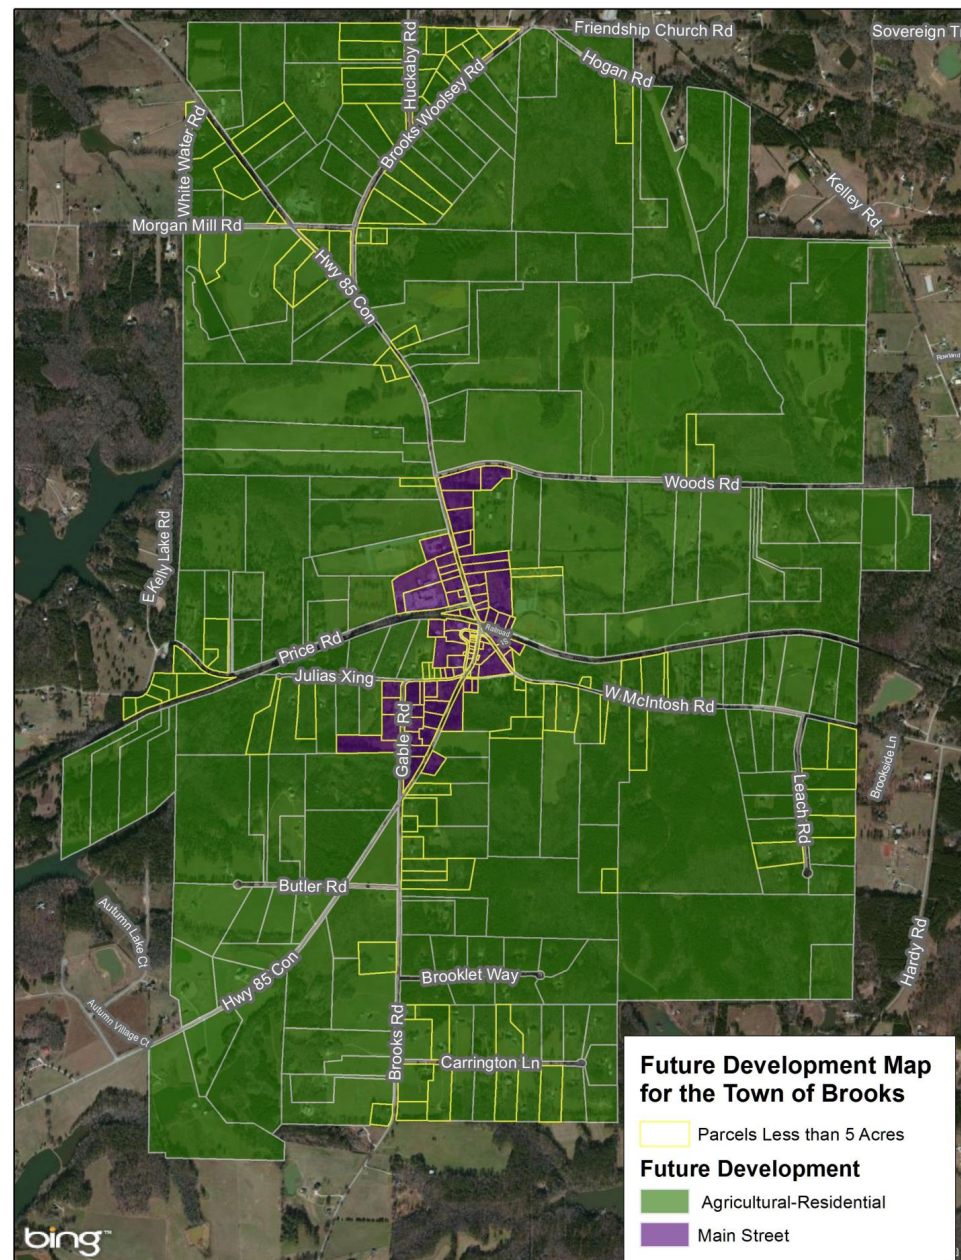 Friendship Church Rd
Sovereign
Huckaby Rd
Hogan Rd
Brooks Woolsey Rd
White Water Rd
Kelley Rd
Morgan Mill Rd
Hwy 85 Con
Woods Rd
Kelly Lake Rd
Railroad
Price Rd
Julias Xing
W McIntosh Rd
Gable Rd
Brookside Ln
Leach Rd
Butler Rd
Autumn Lake Ct
Hardy Rd
Hwy 85 Con
Brooklet Way
Autumn Village Ct
Brooks Rd
Carrington Ln
Future Development Map
for the Town of Brooks
Parcels Less than 5 Acres
Future Development
Agricultural-Residential
Main Street
bing™